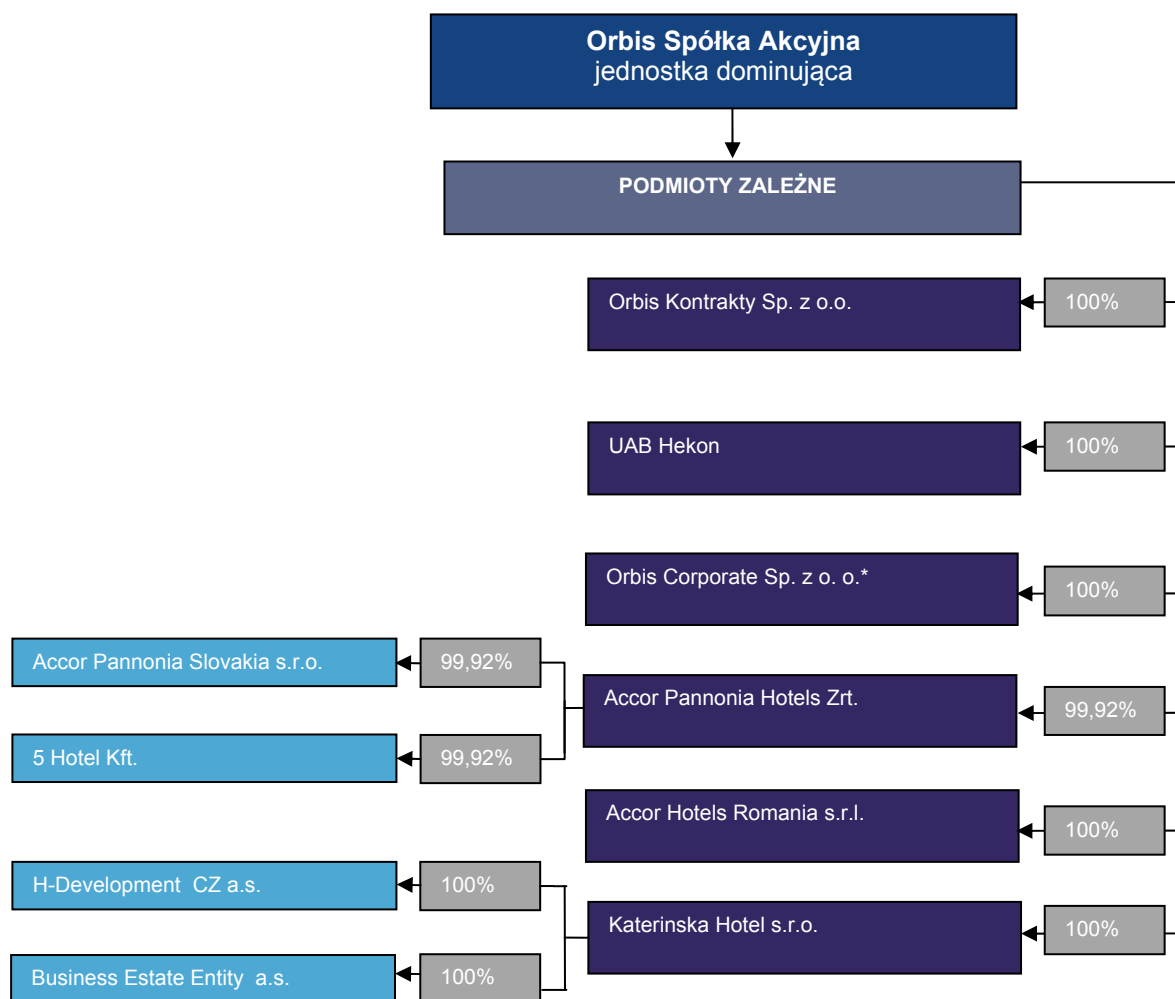 Orbis Spółka Akcyjna
jednostka dominująca
PODMIOTY ZALEŻNE
Orbis Kontrakty Sp. z o.o.
100%
UAB Hekon
100%
Orbis Corporate Sp. z o. o.*
100%
Accor Pannonia Slovakia s.r.o.
99,92%
Accor Pannonia Hotels Zrt.
99,92%
5 Hotel Kft.
99,92%
Accor Hotels Romania s.r.l.
100%
H-Development CZ a.s.
100%
Katerinska Hotel s.r.o.
100%
Business Estate Entity a.s.
100%